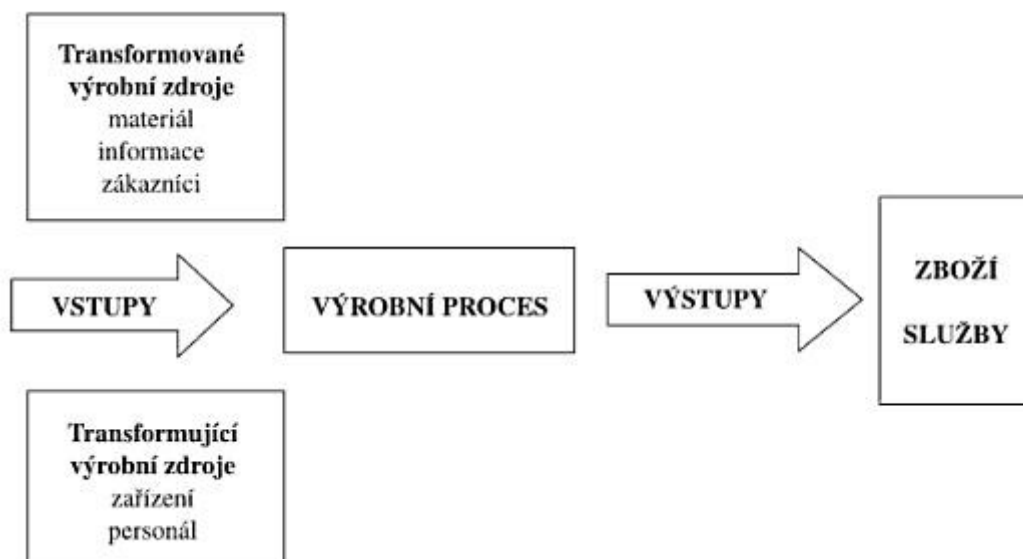 Transformované
výrobní zdroje
materiál
informace
zákazníci
VSTUPY
VÝROBNÍ PROCES
VÝSTUPY
ZBOŽÍ
SLUŽBY
Transformující
výrobní zdroje
zařízení
personál